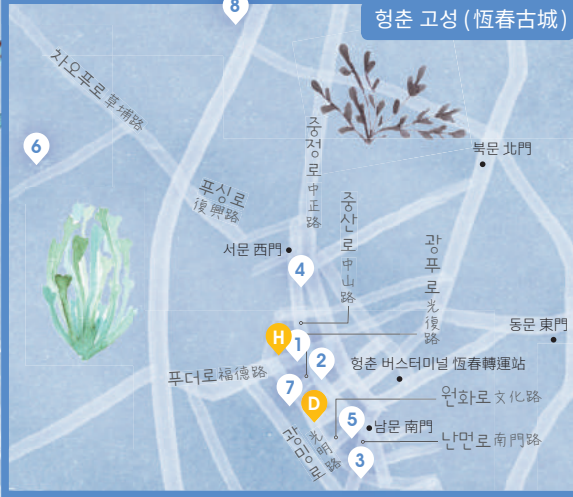 8
헝춘 고성 (恆春古城)
차오푸로 草埔路
6
중정로 中正路
북문 北門
푸싱로
復興路
중산로 中山路
광푸로 光復路
서문 西門
4
동문 東門
H
1
2
헝춘 버스터미널 恆春轉運站
푸더로 福德路
7
D
원화로 文化路
5
남문 南門
광밍로 光明路
난먼로 南門路
3